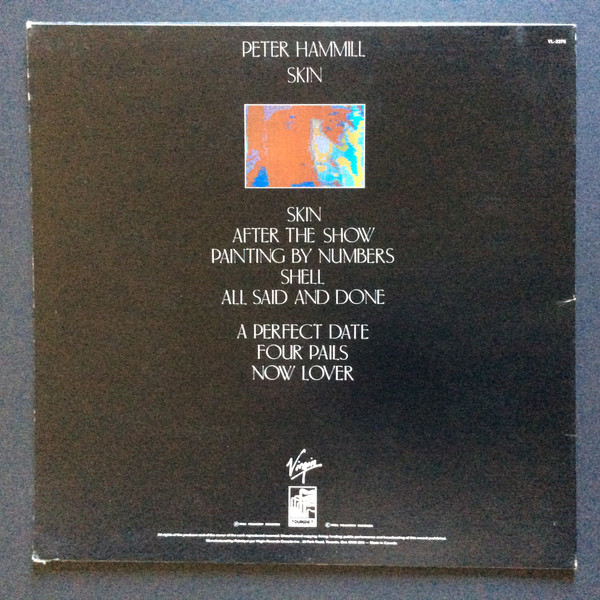 PETER HAMMILL
SKIN
SKIN
AFTER THE SHOW
PAINTING BY NUMBERS
SHELL
ALL SAID AND DONE
A PERFECT DATE
FOUR PAILS
NOW LOVER
Virgin
FOUNDRY